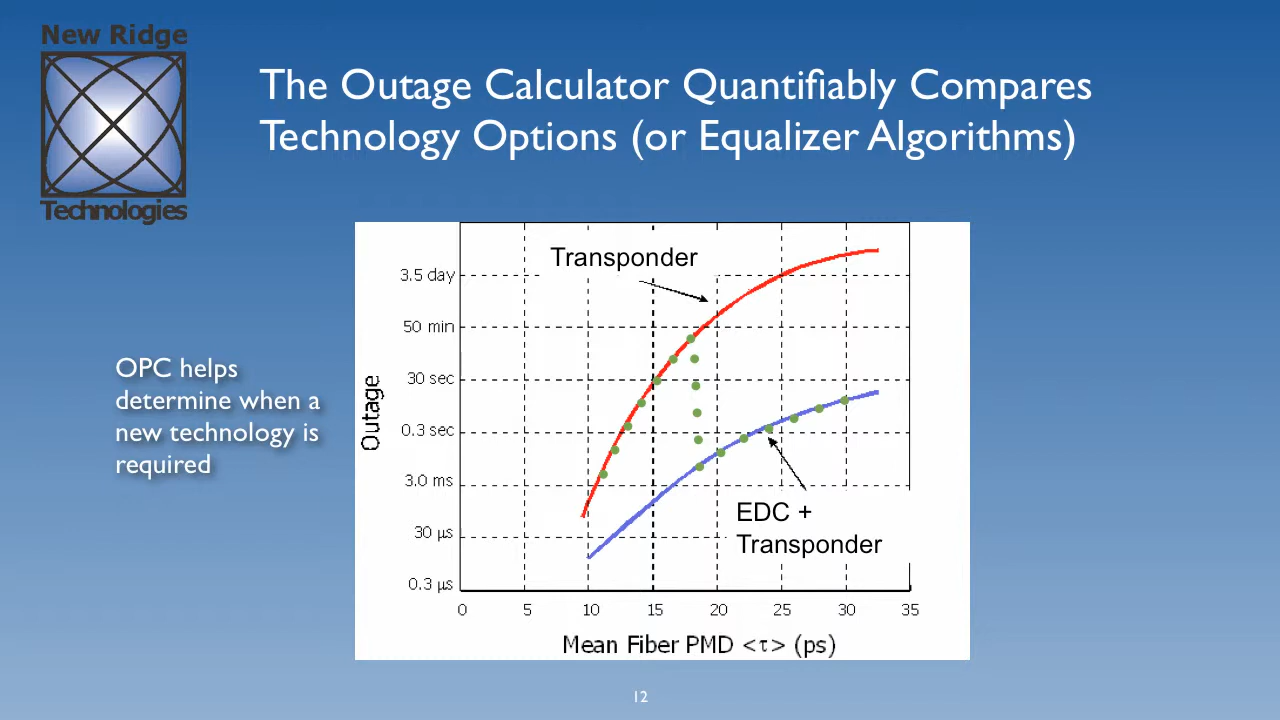 New Ridge
Technologies
The Outage Calculator Quantifiably Compares
Technology Options (or Equalizer Algorithms)
OPC helps
determine when a
new technology is
required
Transponder
3.5 day
50 min
30 sec
0.3 sec
3.0 ms
30 µs
0.3 µs
Outage
EDC +
Transponder
0 5 10 15 20 25 30 35
Mean Fiber PMD <τ> (ps)
12